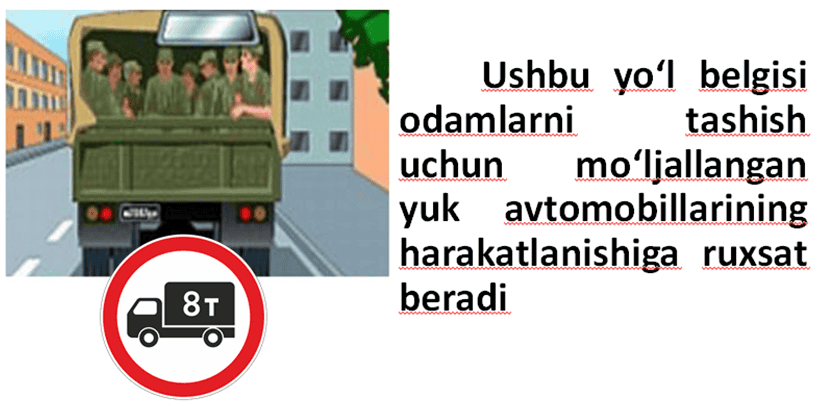 Ushbu yo‘l belgisi
odamlarni tashish
uchun mo‘ljallangan
yuk avtomobillarining
harakatlanishiga ruxsat
beradi
8т